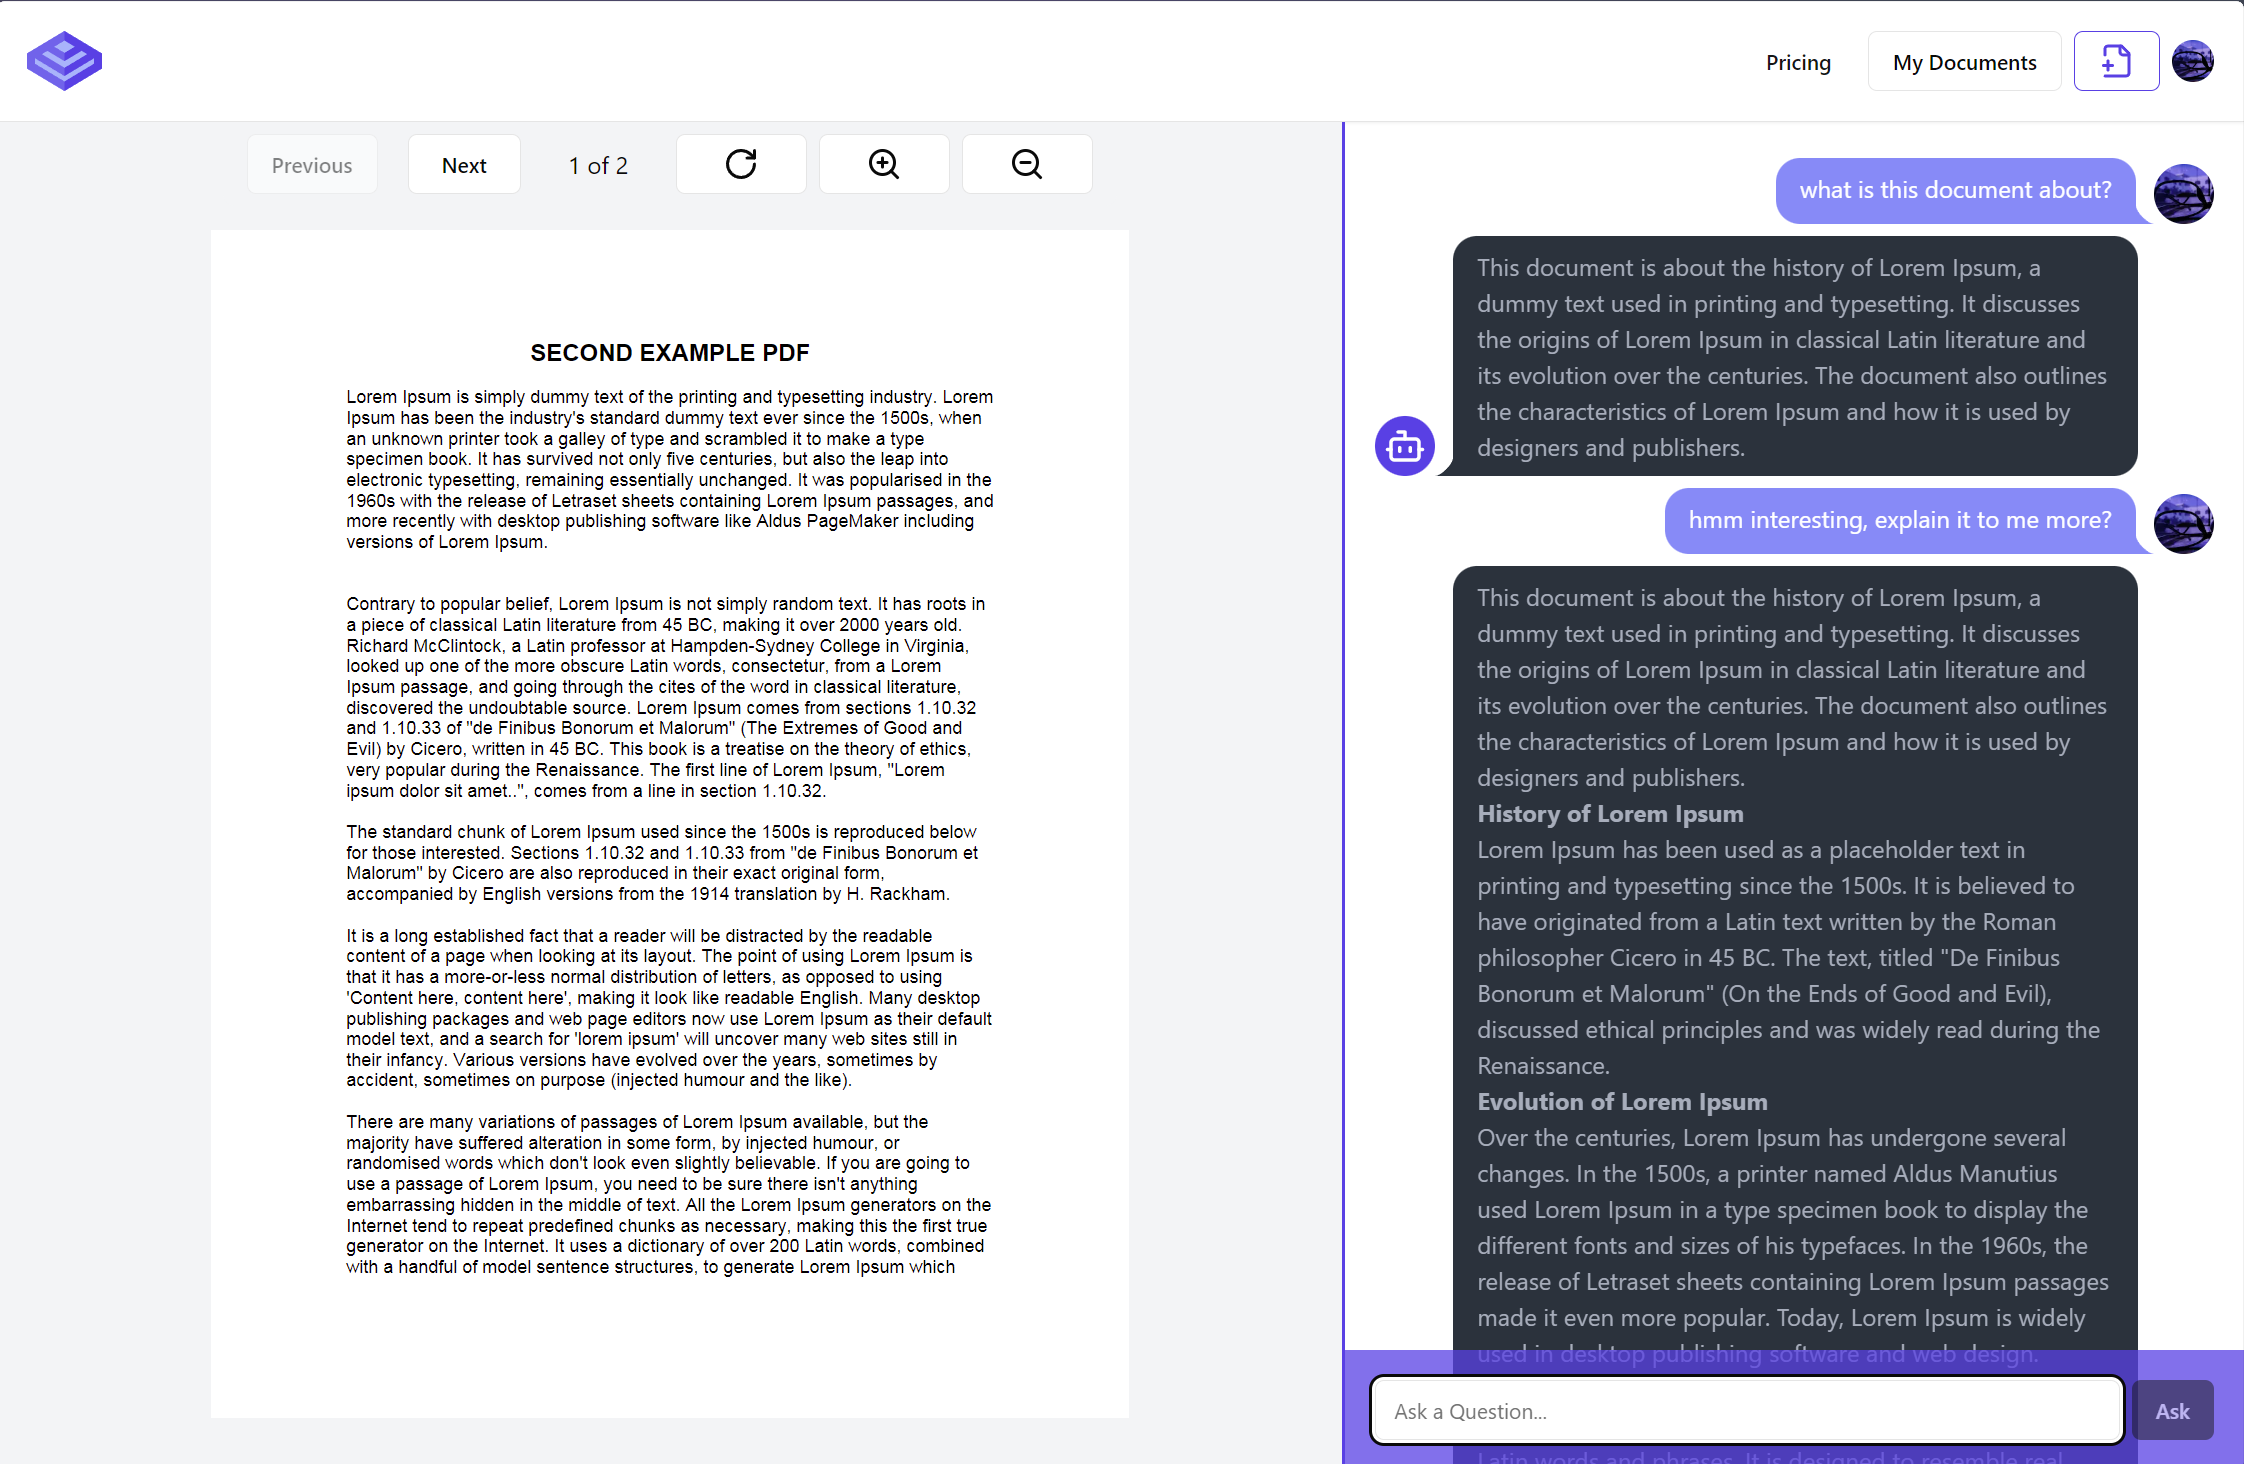 Pricing
My Documents
Previous
Next
1 of 2
SECOND EXAMPLE PDF
Lorem Ipsum is simply dummy text of the printing and typesetting industry. Lorem
Ipsum has been the industry's standard dummy text ever since the 1500s, when
an unknown printer took a galley of type and scrambled it to make a type
specimen book. It has survived not only five centuries, but also the leap into
electronic typesetting, remaining essentially unchanged. It was popularised in the
1960s with the release of Letraset sheets containing Lorem Ipsum passages, and
more recently with desktop publishing software like Aldus PageMaker including
versions of Lorem Ipsum.
Contrary to popular belief, Lorem Ipsum is not simply random text. It has roots in
a piece of classical Latin literature from 45 BC, making it over 2000 years old.
Richard McClintock, a Latin professor at Hampden-Sydney College in Virginia,
looked up one of the more obscure Latin words, consectetur, from a Lorem
Ipsum passage, and going through the cites of the word in classical literature,
discovered the undoubtable source. Lorem Ipsum comes from sections 1.10.32
and 1.10.33 of "de Finibus Bonorum et Malorum" (The Extremes of Good and
Evil) by Cicero, written in 45 BC. This book is a treatise on the theory of ethics,
very popular during the Renaissance. The first line of Lorem Ipsum, "Lorem
ipsum dolor sit amet..", comes from a line in section 1.10.32.
The standard chunk of Lorem Ipsum used since the 1500s is reproduced below
for those interested. Sections 1.10.32 and 1.10.33 from "de Finibus Bonorum et
Malorum" by Cicero are also reproduced in their exact original form,
accompanied by English versions from the 1914 translation by H. Rackham.
It is a long established fact that a reader will be distracted by the readable
content of a page when looking at its layout. The point of using Lorem Ipsum is
that it has a more-or-less normal distribution of letters, as opposed to using
'Content here, content here', making it look like readable English. Many desktop
publishing packages and web page editors now use Lorem Ipsum as their default
model text, and a search for 'lorem ipsum' will uncover many web sites still in
their infancy. Various versions have evolved over the years, sometimes by
accident, sometimes on purpose (injected humour and the like).
There are many variations of passages of Lorem Ipsum available, but the
majority have suffered alteration in some form, by injected humour, or
randomised words which don't look even slightly believable. If you are going to
use a passage of Lorem Ipsum, you need to be sure there isn't anything
embarrassing hidden in the middle of text. All the Lorem Ipsum generators on the
Internet tend to repeat predefined chunks as necessary, making this the first true
generator on the Internet. It uses a dictionary of over 200 Latin words, combined
with a handful of model sentence structures, to generate Lorem Ipsum which
what is this document about?
This document is about the history of Lorem Ipsum, a
dummy text used in printing and typesetting. It discusses
the origins of Lorem Ipsum in classical Latin literature and
its evolution over the centuries. The document also outlines
the characteristics of Lorem Ipsum and how it is used by
designers and publishers.
hmm interesting, explain it to me more?
This document is about the history of Lorem Ipsum, a
dummy text used in printing and typesetting. It discusses
the origins of Lorem Ipsum in classical Latin literature and
its evolution over the centuries. The document also outlines
the characteristics of Lorem Ipsum and how it is used by
designers and publishers.
History of Lorem Ipsum
Lorem Ipsum has been used as a placeholder text in
printing and typesetting since the 1500s. It is believed to
have originated from a Latin text written by the Roman
philosopher Cicero in 45 BC. The text, titled "De Finibus
Bonorum et Malorum" (On the Ends of Good and Evil),
discussed ethical principles and was widely read during the
Renaissance.
Evolution of Lorem Ipsum
Over the centuries, Lorem Ipsum has undergone several
changes. In the 1500s, a printer named Aldus Manutius
used Lorem Ipsum in a type specimen book to display the
different fonts and sizes of his typefaces. In the 1960s, the
release of Letraset sheets containing Lorem Ipsum passages
made it even more popular. Today, Lorem Ipsum is widely
used in desktop publishing software and web design.
Ask a Question...
Ask
Latin words and phrases. It is designed to resemble real